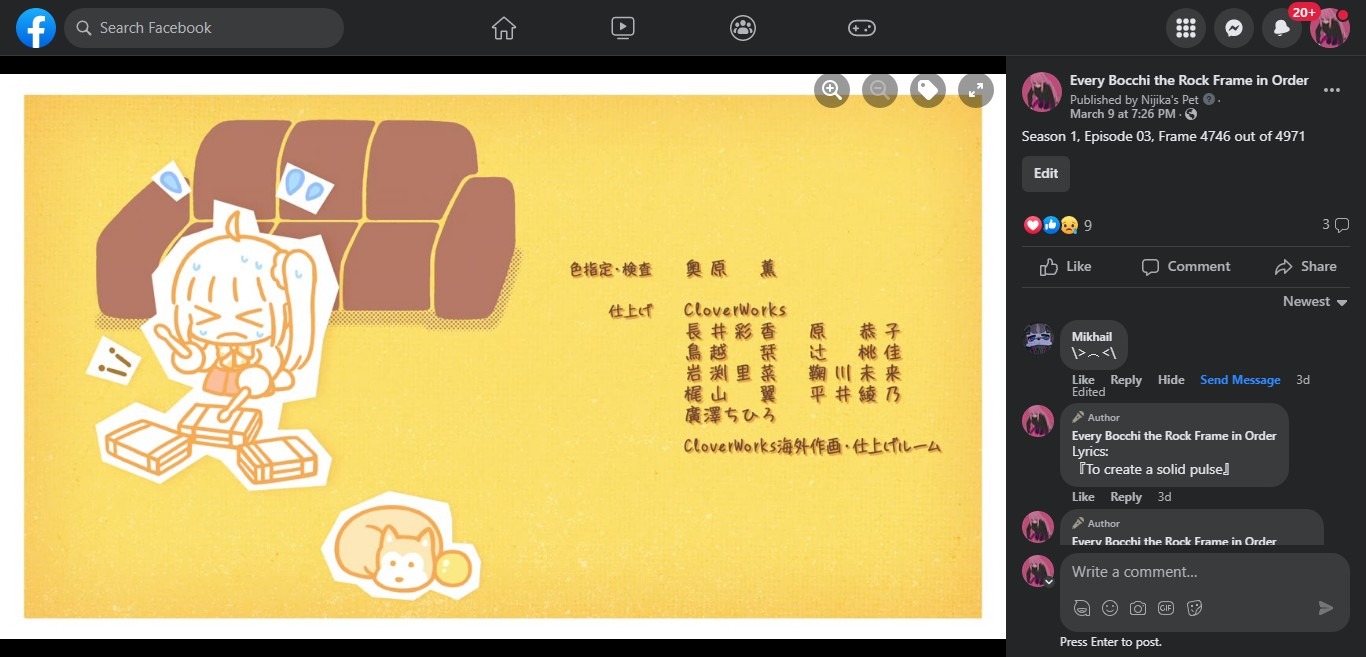 Search Facebook
20+
色指定・検査 奥原 薫
仕上げ CloverWorks
長井彩香 原 恭子
鳥越 栞 辻 桃佳
岩渕里菜 鞠川未来
梶山 翼 平井綾乃
廣澤ちひろ
CloverWorks海外作画・仕上げルーム
Every Bocchi the Rock Frame in Order
Published by Nijika's Pet ·
March 9 at 7:26 PM ·
Season 1, Episode 03, Frame 4746 out of 4971
Edit
9
3
Like Comment Share
Newest
Mikhail
\>︵<\
Like Reply Hide Send Message 3d
Edited
Author
Every Bocchi the Rock Frame in Order
Lyrics:
『To create a solid pulse』
Like Reply 3d
Author
Every Bocchi the Rock Frame in Order
Write a comment...
GIF
Press Enter to post.